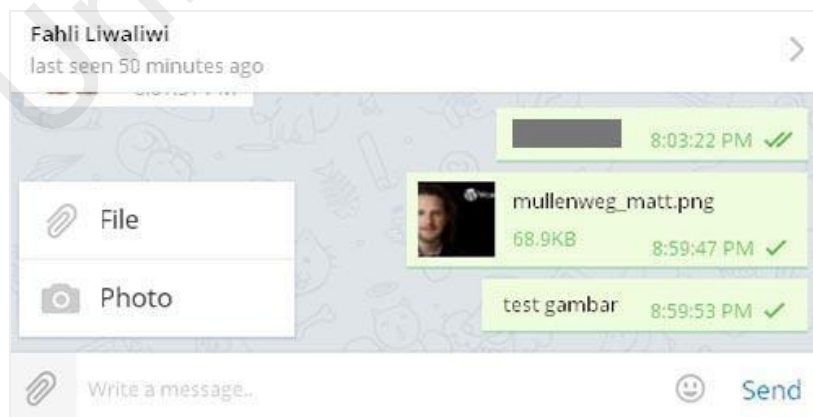 Fahli Liwaliwi
last seen 50 minutes ago
8:03:22 PM
File
mullenweg_matt.png
68.9KB
8:59:47 PM
Photo
test gambar 8:59:53 PM
Write a message..
Send